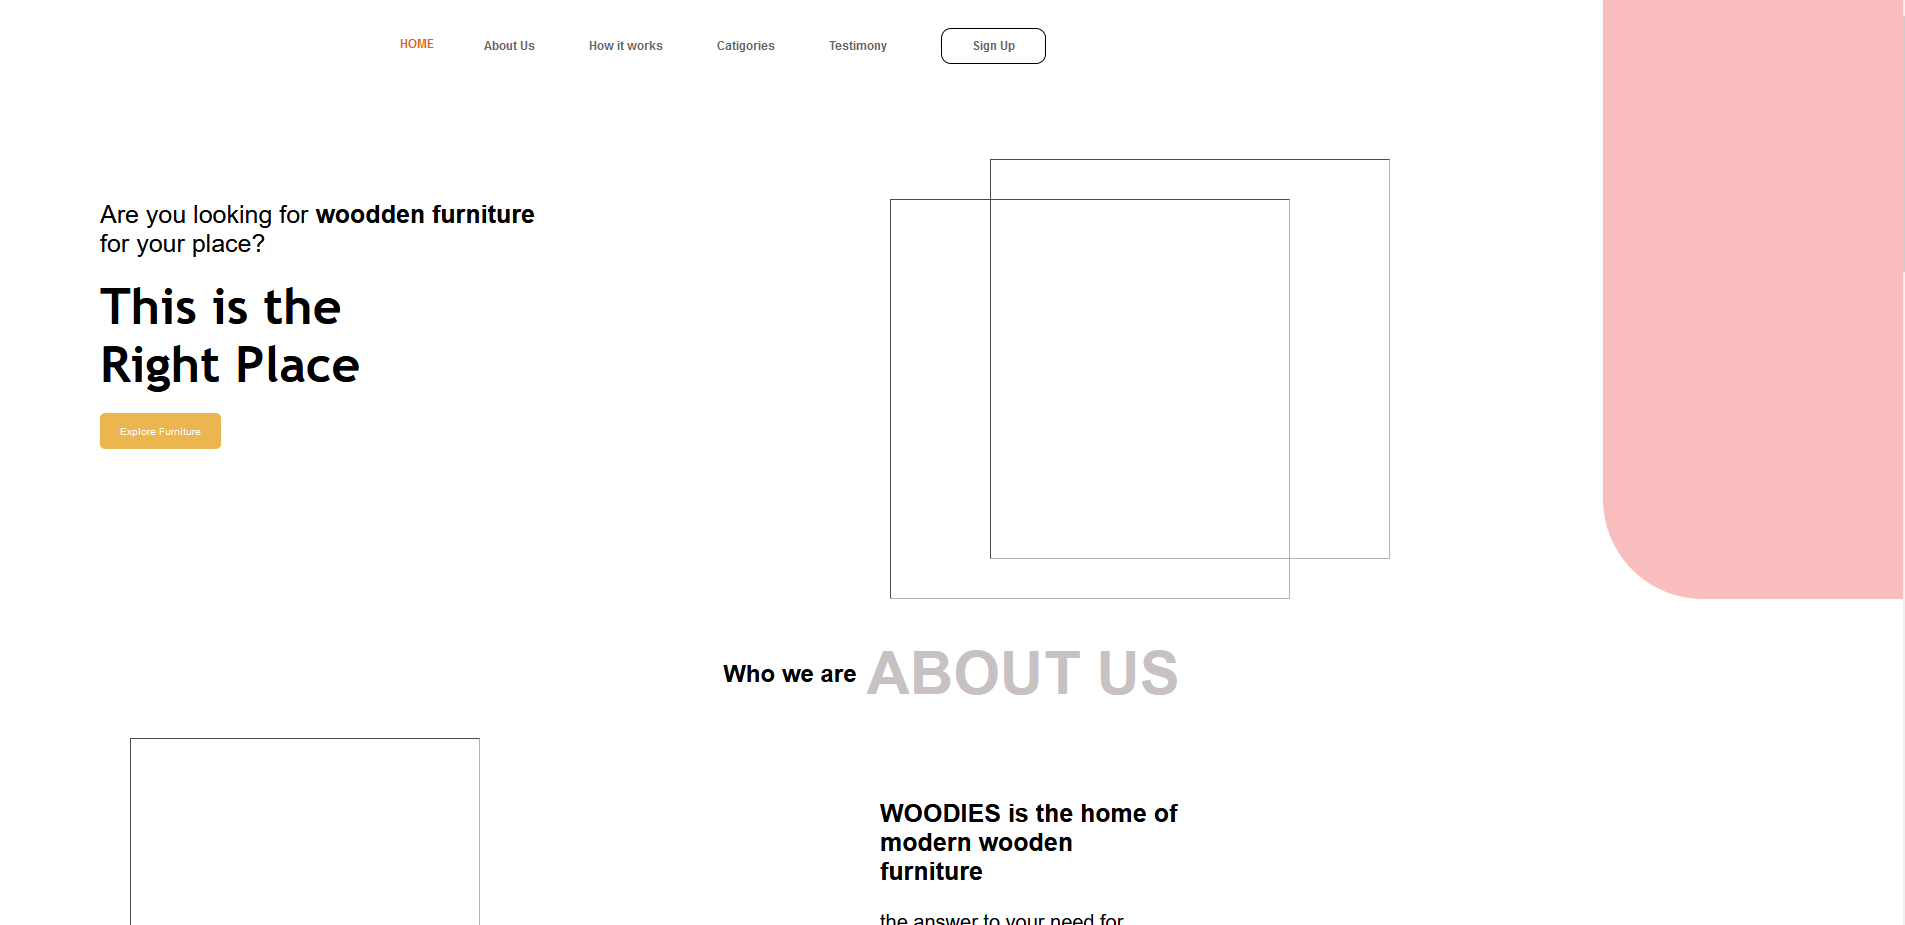 HOME About Us How it works Catigories Testimony Sign Up
Are you looking for woodden furniture
for your place?
This is the
Right Place
Explore Furniture
Who we are ABOUT US
WOODIES is the home of
modern wooden
furniture
the answer to your need for